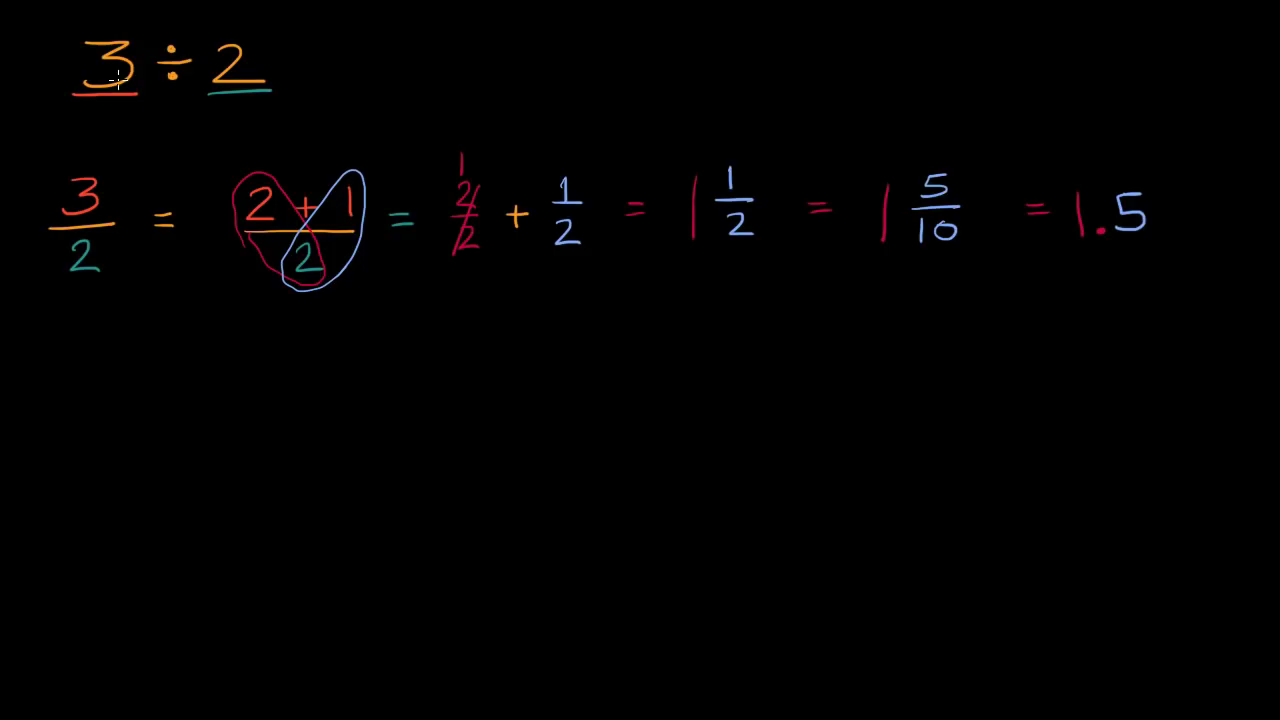 3 ÷ 2
3/2 = (2 + 1)/2 = 2/2 1 + 1/2 = 1 1/2 = 1 5/10 = 1.5